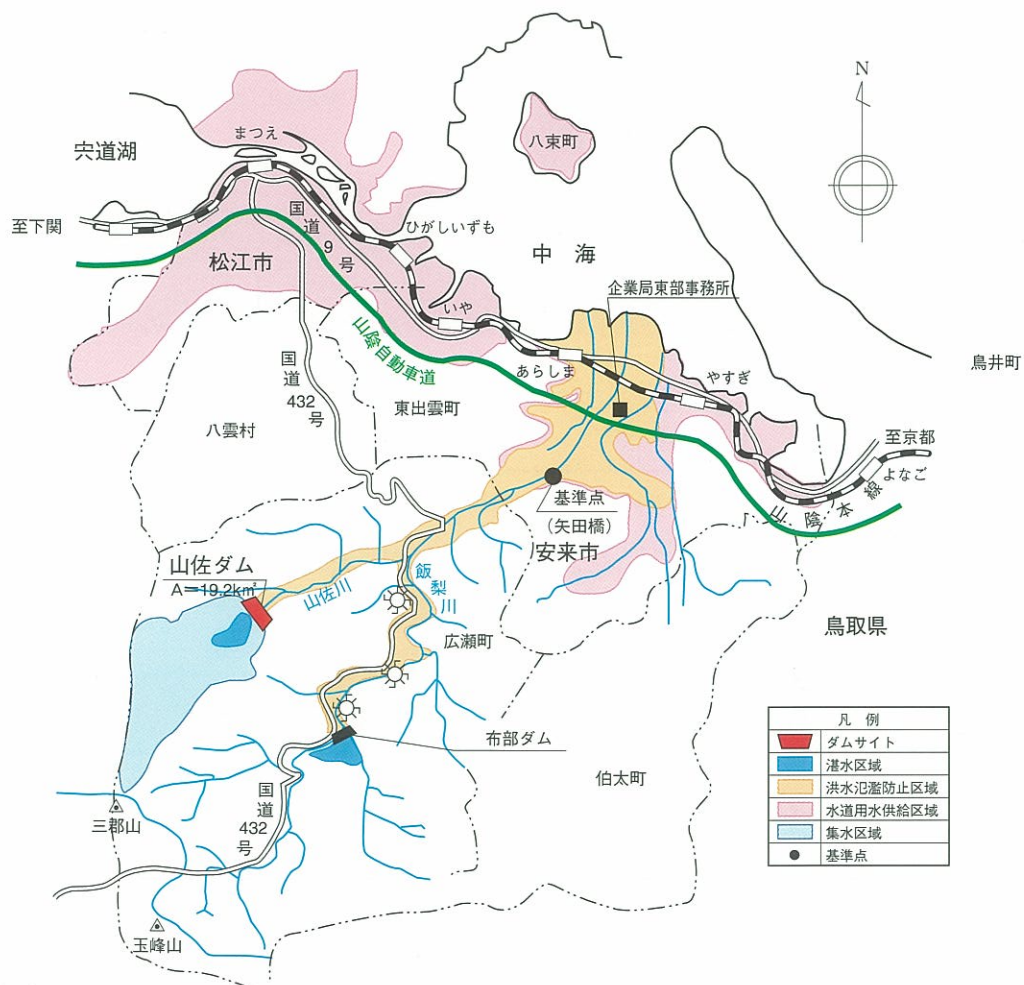 N
宍道湖
まつえ
八束町
至下関
ひがしいずも
国道
9
号
中 海
松江市
企業局東部事務所
いや
山陰自動車道
あらしま
やすぎ
鳥井町
国道
432
号
東出雲町
八雲村
至京都
よなご
山陰本線
基準点
(矢田橋)
安来市
山佐ダム
A=19.2k㎡
山佐川
飯梨川
広瀬町
鳥取県
布部ダム
伯太町
国道
432
号
三郡山
玉峰山
凡 例
ダムサイト
湛水区域
洪水氾濫防止区域
水道用水供給区域
集水区域
基準点